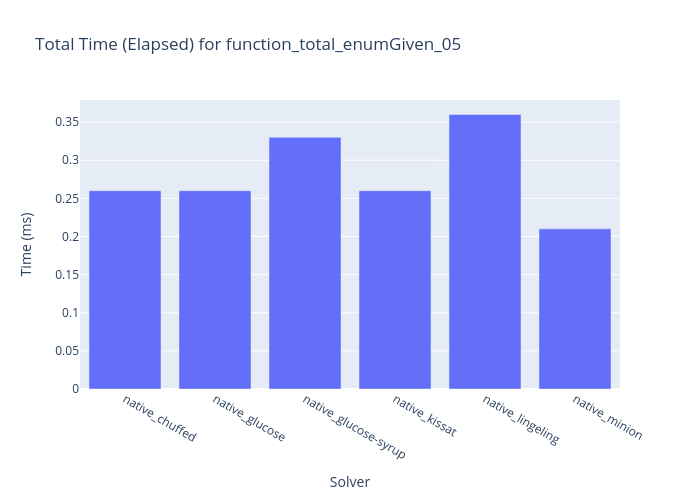 Total Time (Elapsed) for function_total_enumGiven_05
Time (ms)
0.35
0.3
0.25
0.2
0.15
0.1
0.05
0
native_chuffed
native_glucose
native_glucose-syrup
native_kissat
native_lingeling
native_minion
Solver